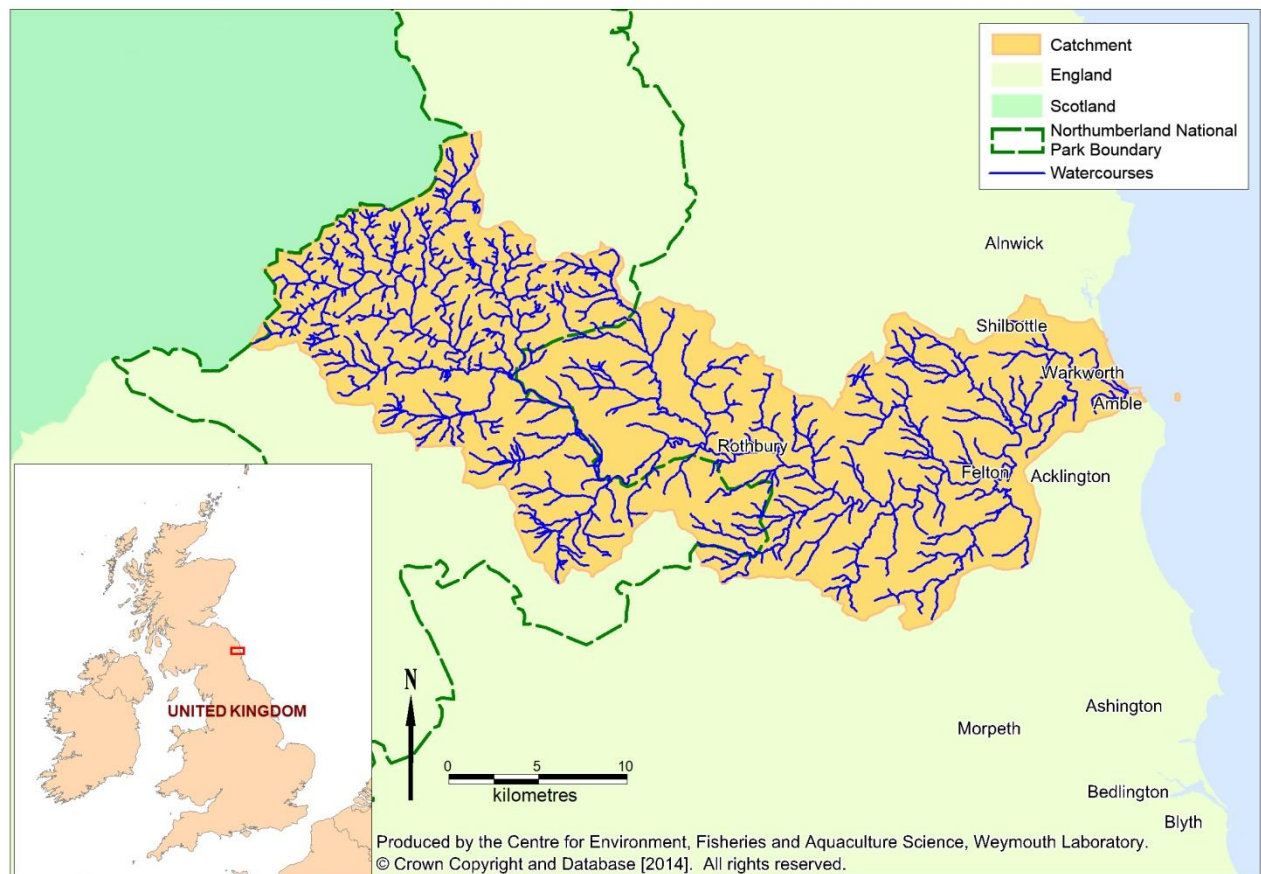 Catchment
England
Scotland
Northumberland National
Park Boundary
Watercourses
Alnwick
Shilbottle
Warkworth
Amble
Rothbury
Felton
Acklington
UNITED KINGDOM
N
0 5 10
kilometres
Ashington
Morpeth
Bedlington
Blyth
Produced by the Centre for Environment, Fisheries and Aquaculture Science, Weymouth Laboratory.
© Crown Copyright and Database [2014]. All rights reserved.